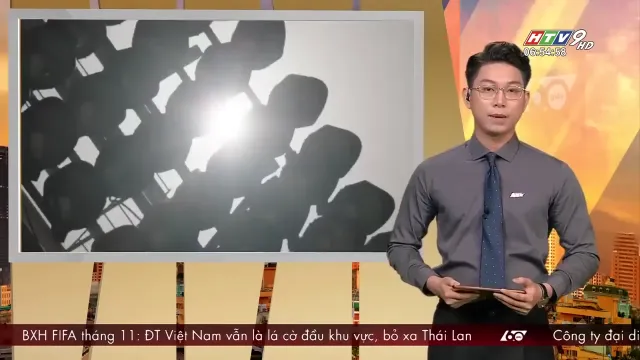 HTV9 HD
06:54:58
BXH FIFA tháng 11: ĐT Việt Nam vẫn là lá cờ đầu khu vực, bỏ xa Thái Lan
Công ty đại di